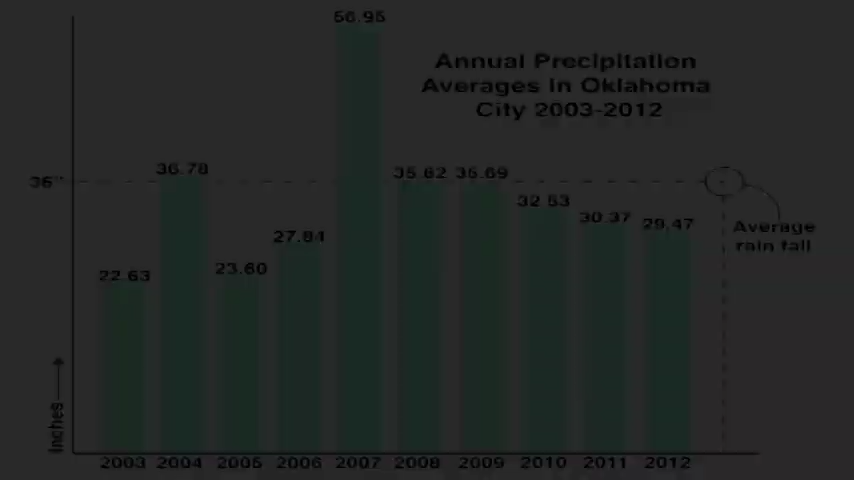 56.95
Annual Precipitation
Averages in Oklahoma
City 2003-2012
36.78
36"
35.62 35.69
32.53
30.37
29.47
Average
rain fall
27.84
23.60
22.63
Inches
2003 2004 2005 2006 2007 2008 2009 2010 2011 2012